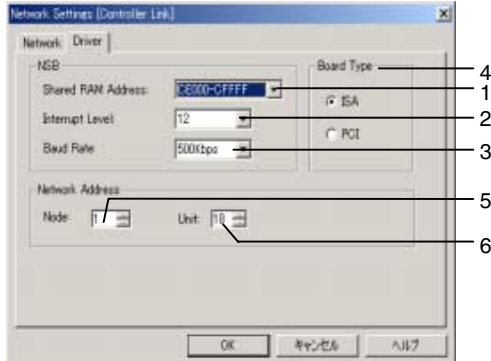 Network Settings [Controller Link]
Network Driver
NSB
Shared RAM Address: CE000-CFFFF
Interrupt Level: 12
Baud Rate 500Kbps
Board Type
ISA
PCI
Network Address
Node: 1 Unit: 18
OK キャンセル ヘルプ
4
1
2
3
5
6